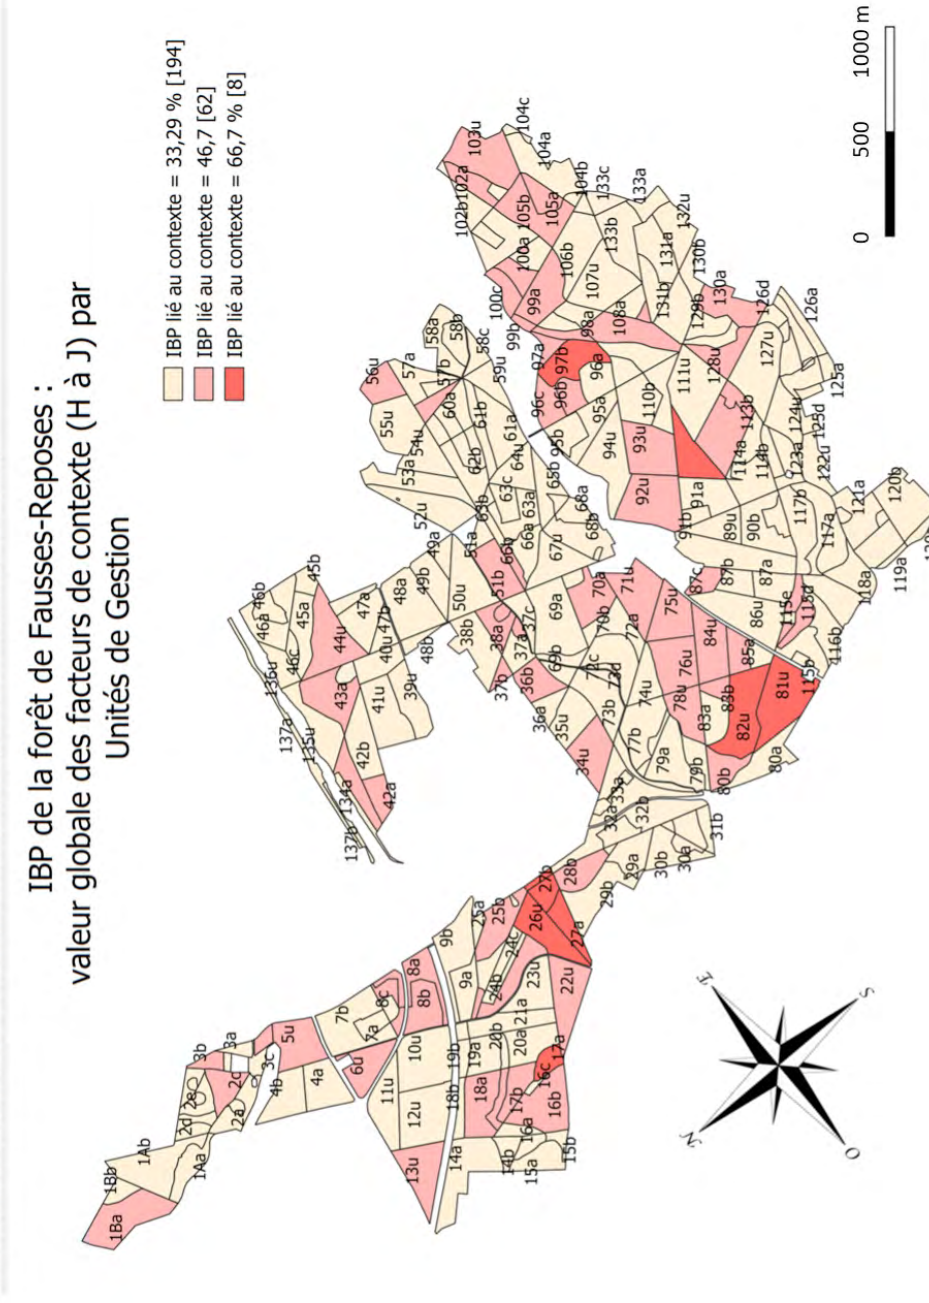 IBP de la forêt de Fausses-Reposes :
valeur globale des facteurs de contexte (H à J) par
Unités de Gestion
IBP lié au contexte = 33,29 % [194]
IBP lié au contexte = 46,7 [62]
IBP lié au contexte = 66,7 % [8]
0 500 1000 m
N
E
S
O
1Ba
1Bb
1Ab
1Aa
2d
2e
2a
2c
3b
3a
3c
4b
4a
5u
6u
7b
7a
8c
8a
8b
9b
9a
10u
11u
12u
13u
14a
14b
15a
15b
16a
16b
16c
17a
17b
18a
18b
19b
19a
20b
20a
21a
22u
23u
24b
24c
25a
25b
26u
27b
27a
28b
29b
29a
30b
30a
31b
32a
32b
33a
34u
35u
36a
36b
37b
37a
37c
38a
38b
39u
40u
41u
42b
42a
43a
44u
45b
45a
46a
46b
46c
47a
47b
48a
48b
49b
49a
50u
51a
51b
52u
53a
54u
55u
56u
57a
57b
58a
58b
58c
59u
60a
61b
61a
62b
63b
63c
63a
64u
65b
66a
66b
67u
68a
68b
69a
69b
70a
70b
71u
72a
72c
73b
74u
75u
76u
77b
78u
79a
79b
80b
80a
81u
82u
83a
83b
84u
85a
86u
87c
87b
87a
89u
90b
91a
91b
92u
93u
94u
95a
95b
96c
96b
96a
97a
97b
98a
99b
99a
100c
100a
102b
102a
103u
104c
104a
104b
105b
105a
106b
107u
108a
110b
111u
113b
114a
114b
115e
115d
115b
116b
117b
117a
118a
119a
120b
121a
122u
123a
124u
125d
125a
126a
126d
127u
128u
129b
130a
130b
131a
131b
132u
133a
133b
133c
134a
135u
136u
137a
137b